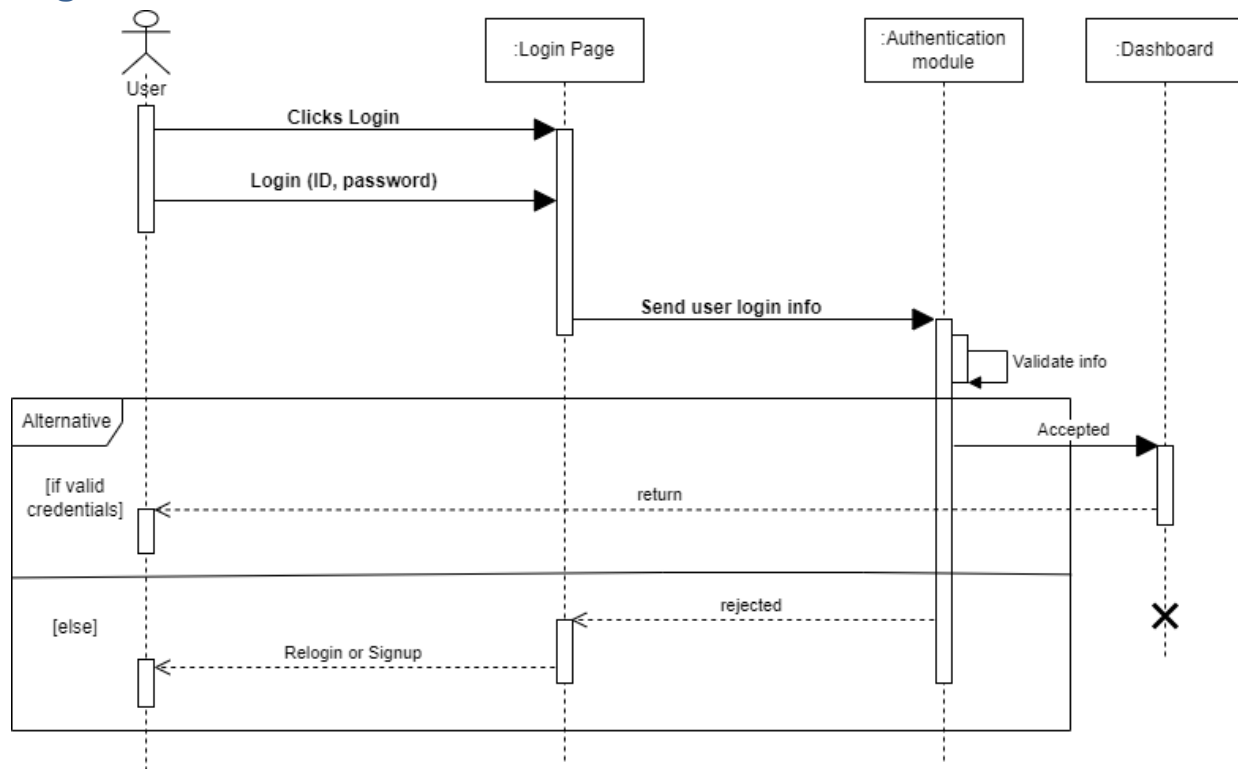 User
:Login Page
:Authentication
module
:Dashboard
Clicks Login
Login (ID, password)
Send user login info
Validate info
Alternative
Accepted
[if valid
credentials]
return
[else]
rejected
Relogin or Signup